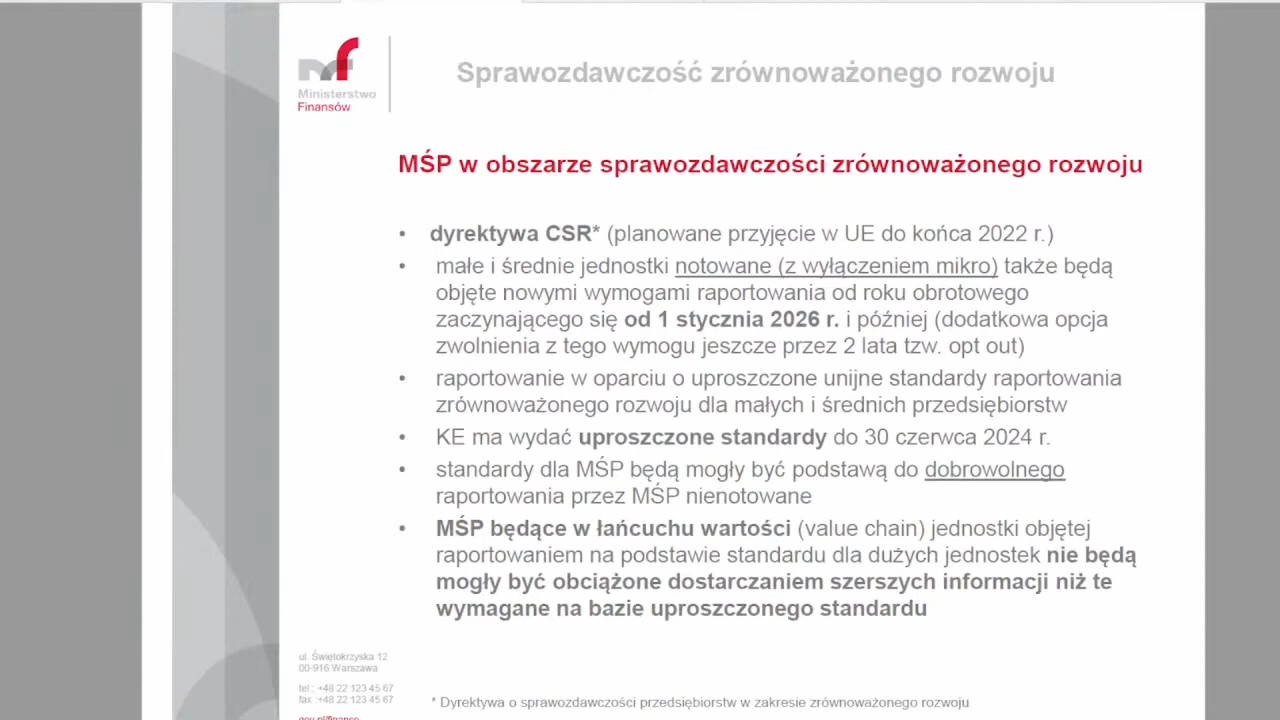 Ministerstwo
Finansów
Sprawozdawczość zrównoważonego rozwoju
MŚP w obszarze sprawozdawczości zrównoważonego rozwoju
• dyrektywa CSR* (planowane przyjęcie w UE do końca 2022 r.)
• małe i średnie jednostki notowane (z wyłączeniem mikro) także będą
objęte nowymi wymogami raportowania od roku obrotowego
zaczynającego się od 1 stycznia 2026 r. i później (dodatkowa opcja
zwolnienia z tego wymogu jeszcze przez 2 lata tzw. opt out)
• raportowanie w oparciu o uproszczone unijne standardy raportowania
zrównoważonego rozwoju dla małych i średnich przedsiębiorstw
• KE ma wydać uproszczone standardy do 30 czerwca 2024 r.
• standardy dla MŚP będą mogły być podstawą do dobrowolnego
raportowania przez MŚP nienotowane
• MŚP będące w łańcuchu wartości (value chain) jednostki objętej
raportowaniem na podstawie standardu dla dużych jednostek nie będą
mogły być obciążone dostarczaniem szerszych informacji niż te
wymagane na bazie uproszczonego standardu
ul. Świętokrzyska 12
00-916 Warszawa
tel.: +48 22 123 45 67
fax :+48 22 123 45 67
gov.pl/finanse
* Dyrektywa o sprawozdawczości przedsiębiorstw w zakresie zrównoważonego rozwoju